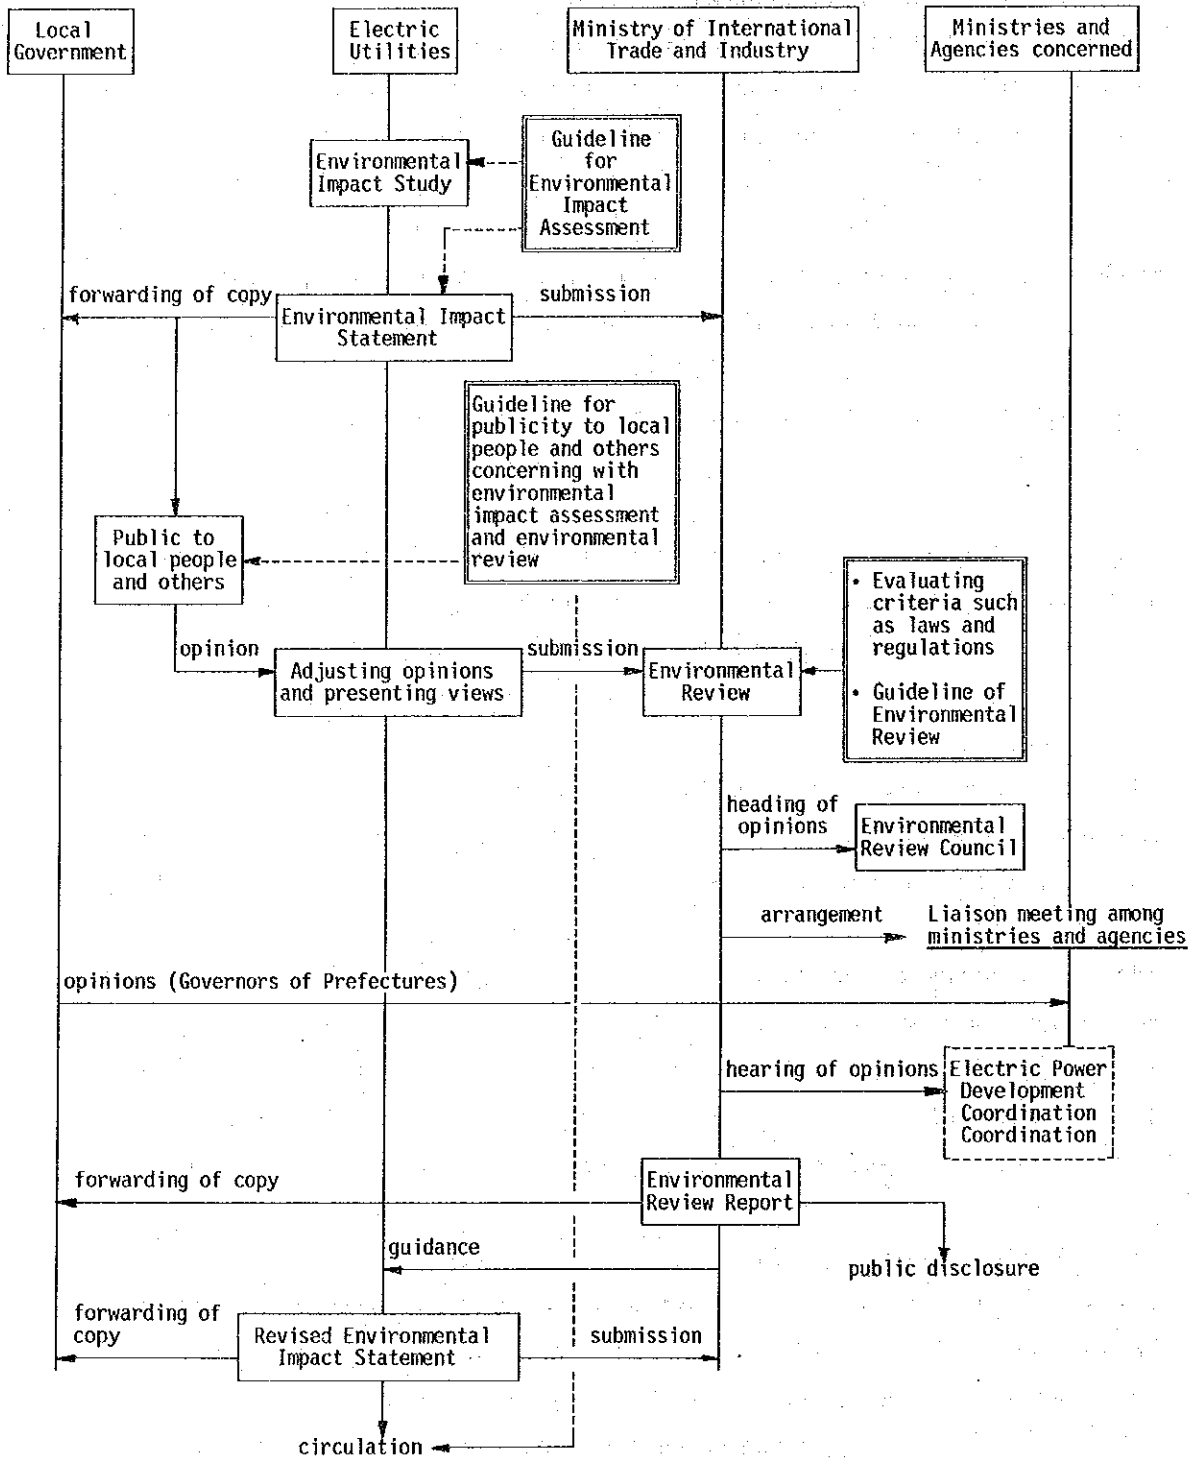 Local
Government
Electric
Utilities
Ministry of International
Trade and Industry
Ministries and
Agencies concerned
Environmental
Impact Study
Guideline
for
Environmental
Impact
Assessment
forwarding of copy
Environmental Impact
Statement
submission
Guideline for
publicity to local
people and others
concerning with
environmental
impact assessment
and environmental
review
Public to
local people
and others
• Evaluating
criteria such
as laws and
regulations
• Guideline of
Environmental
Review
opinion
Adjusting opinions
and presenting views
submission
Environmental
Review
heading of
opinions
Environmental
Review Council
arrangement
Liaison meeting among
ministries and agencies
opinions (Governors of Prefectures)
hearing of opinions
Electric Power
Development
Coordination
Coordination
forwarding of copy
Environmental
Review Report
guidance
public disclosure
forwarding of
copy
Revised Environmental
Impact Statement
submission
circulation